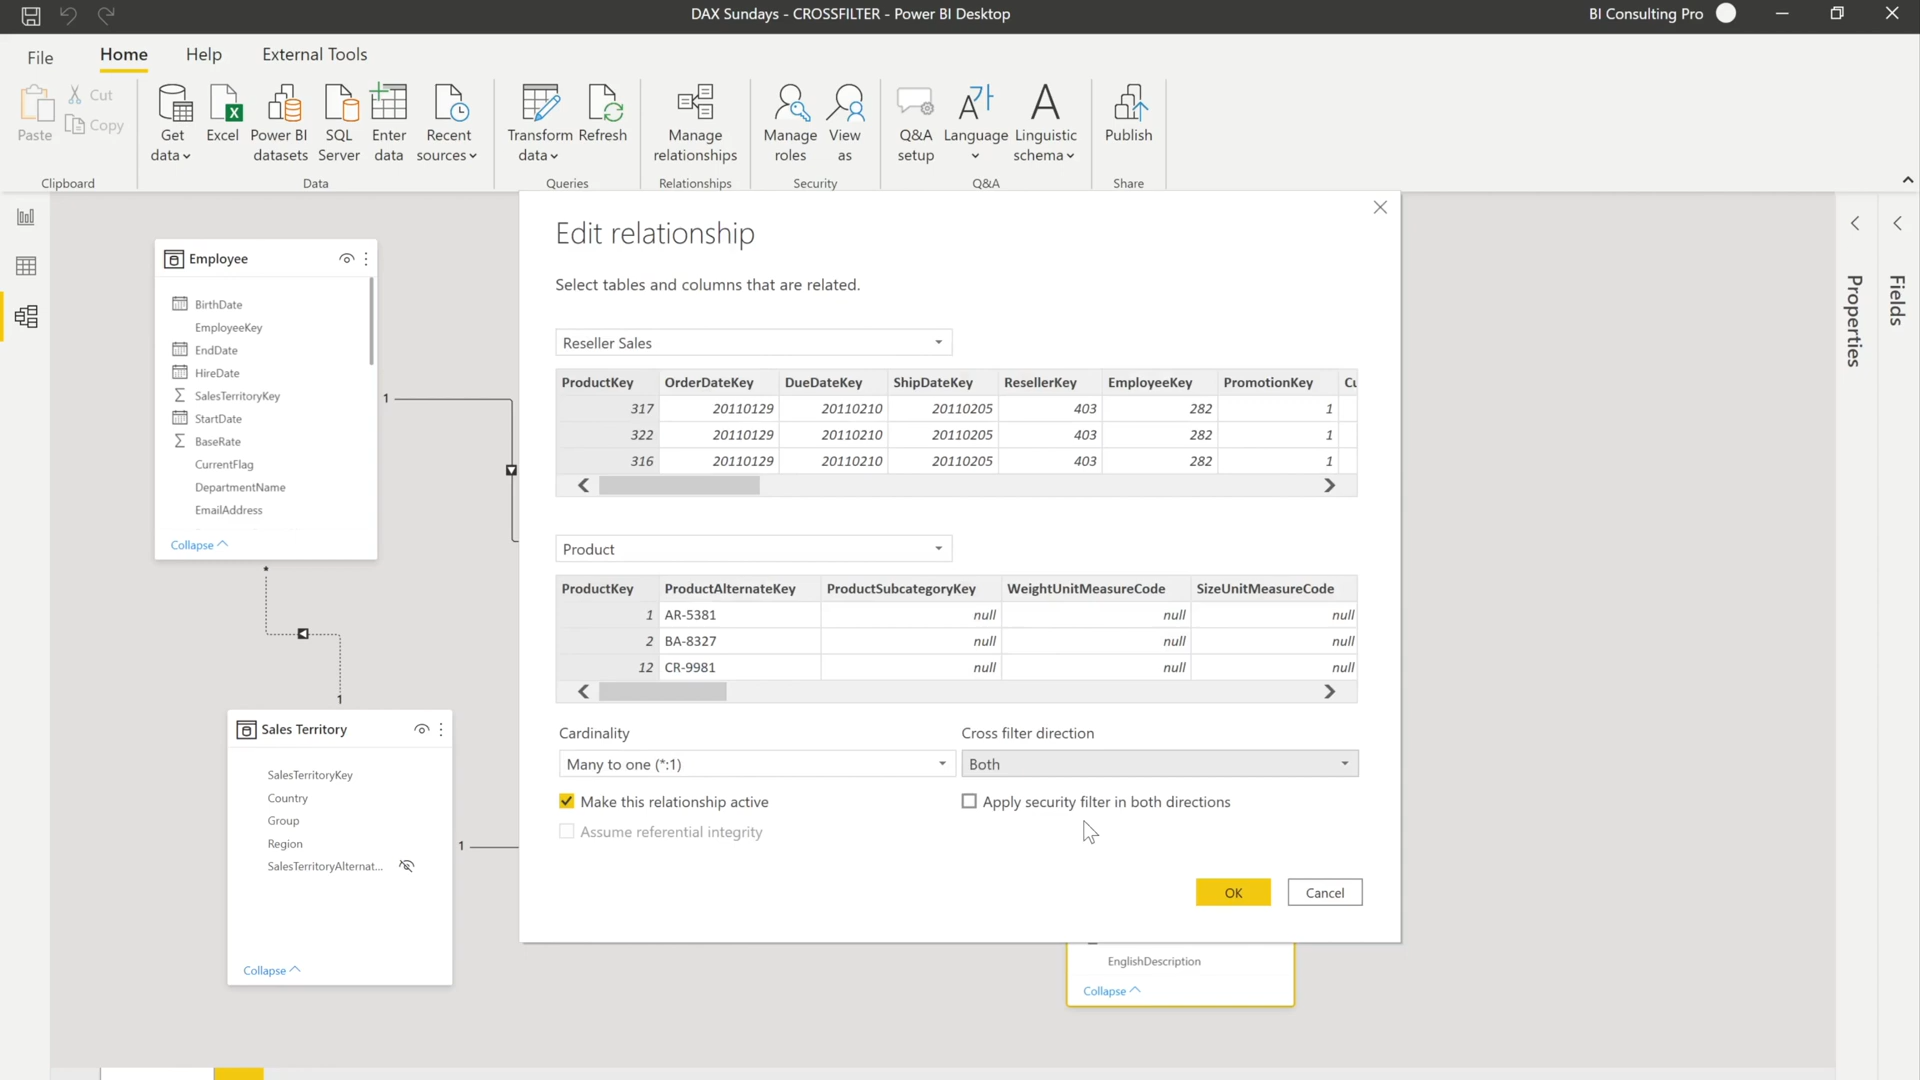 DAX Sundays - CROSSFILTER - Power BI Desktop
BI Consulting Pro
File
Home
Help
External Tools
Paste
Cut
Copy
Get data
Excel
Power BI datasets
SQL Server
Enter data
Recent sources
Transform data
Refresh
Manage relationships
Manage roles
View as
Q&A setup
Language
Linguistic schema
Publish
Clipboard
Data
Queries
Relationships
Security
Q&A
Share
Employee
BirthDate
EmployeeKey
EndDate
HireDate
SalesTerritoryKey
StartDate
BaseRate
CurrentFlag
DepartmentName
EmailAddress
Collapse
1
*
1
Sales Territory
SalesTerritoryKey
Country
Group
Region
SalesTerritoryAlternat...
Collapse
1
Edit relationship
Select tables and columns that are related.
Reseller Sales
ProductKey OrderDateKey DueDateKey ShipDateKey ResellerKey EmployeeKey PromotionKey Cu
317 20110129 20110210 20110205 403 282 1
322 20110129 20110210 20110205 403 282 1
316 20110129 20110210 20110205 403 282 1
Product
ProductKey ProductAlternateKey ProductSubcategoryKey WeightUnitMeasureCode SizeUnitMeasureCode
1 AR-5381 null null null
2 BA-8327 null null null
12 CR-9981 null null null
Cardinality
Many to one (*:1)
Cross filter direction
Both
Make this relationship active
Apply security filter in both directions
Assume referential integrity
OK
Cancel
EnglishDescription
Collapse
Properties
Fields